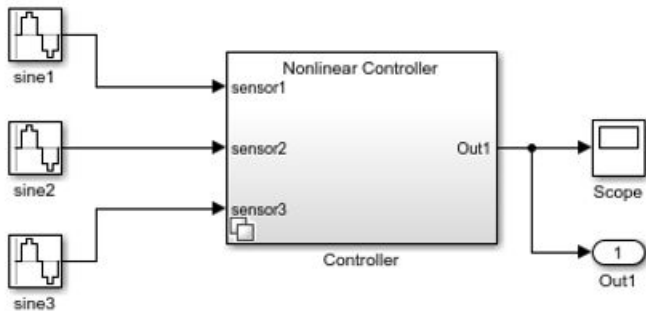 sine1
Nonlinear Controller
sensor1
sine2
sensor2
Out1
Scope
sensor3
sine3
Controller
1
Out1